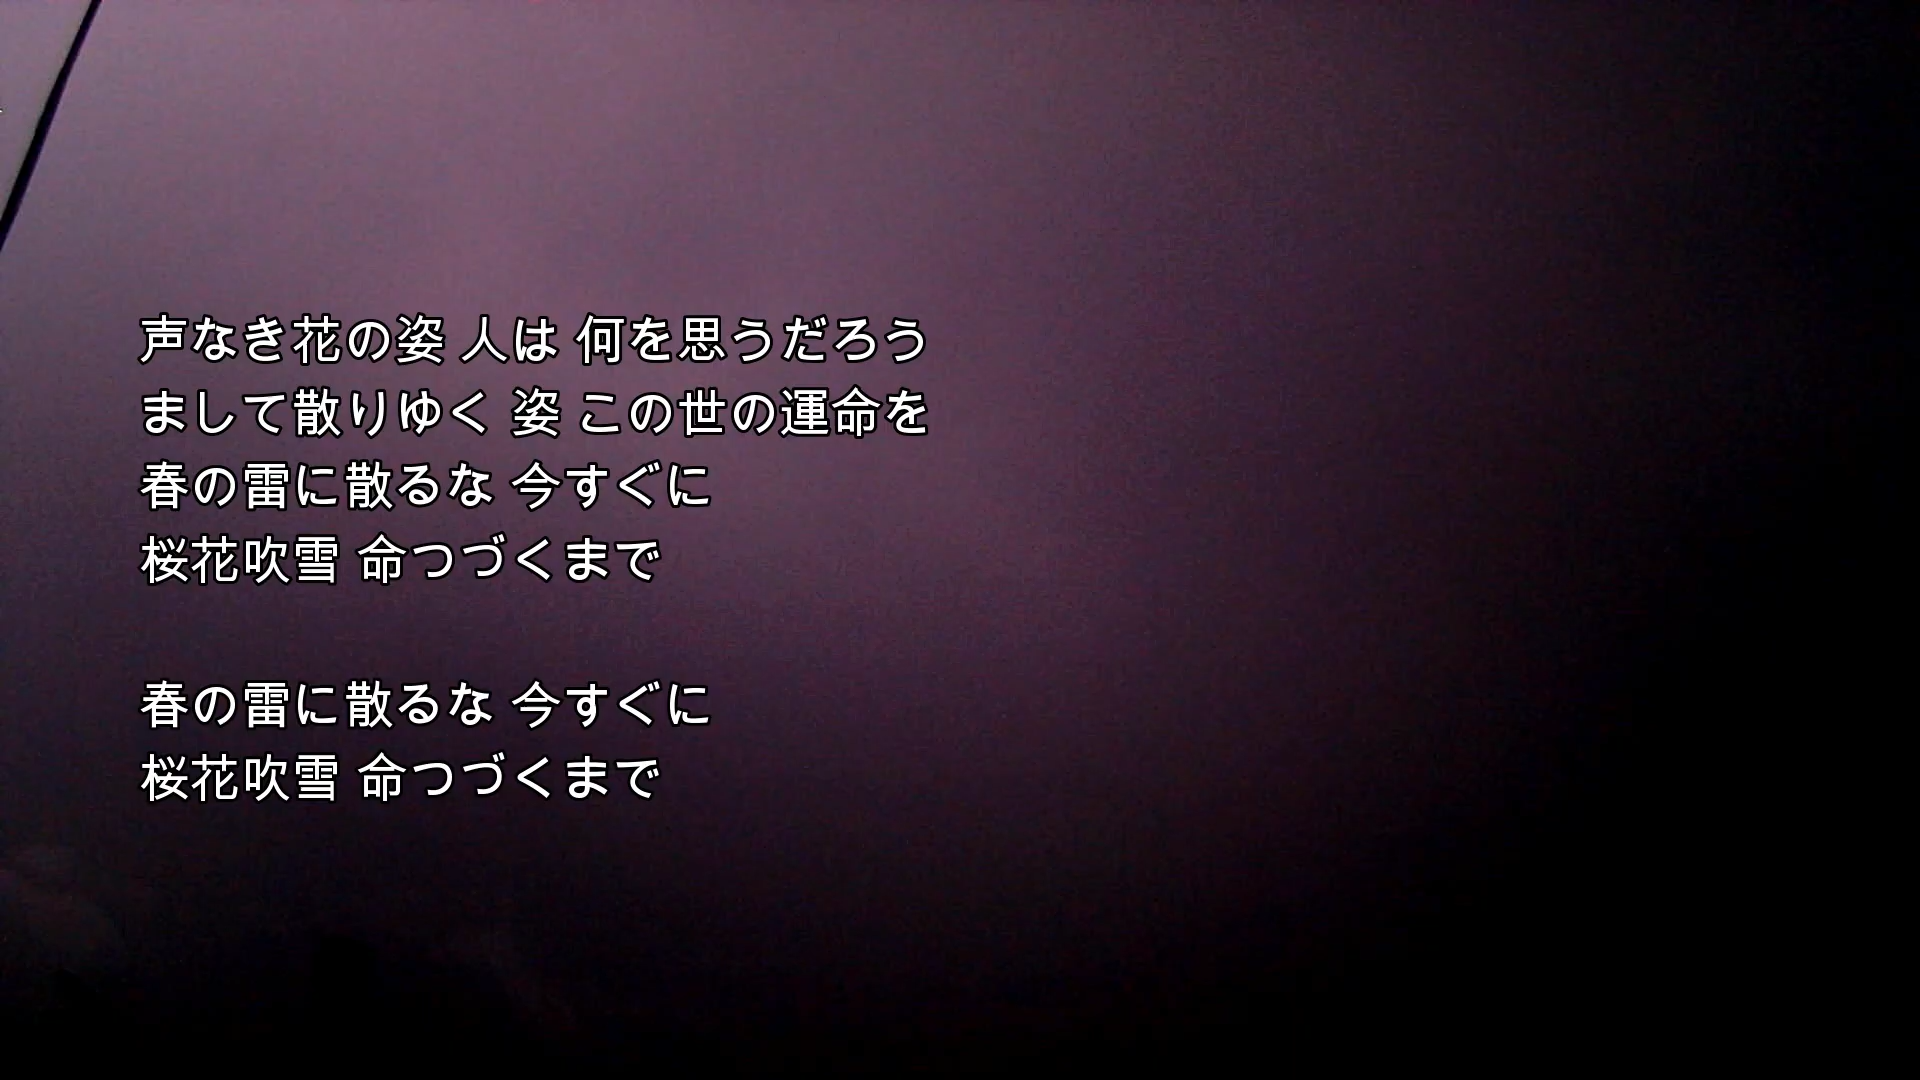 声なき花の姿 人は 何を思うだろう
まして散りゆく 姿 この世の運命を
春の雷に散るな 今すぐに
桜花吹雪 命つづくまで
春の雷に散るな 今すぐに
桜花吹雪 命つづくまで